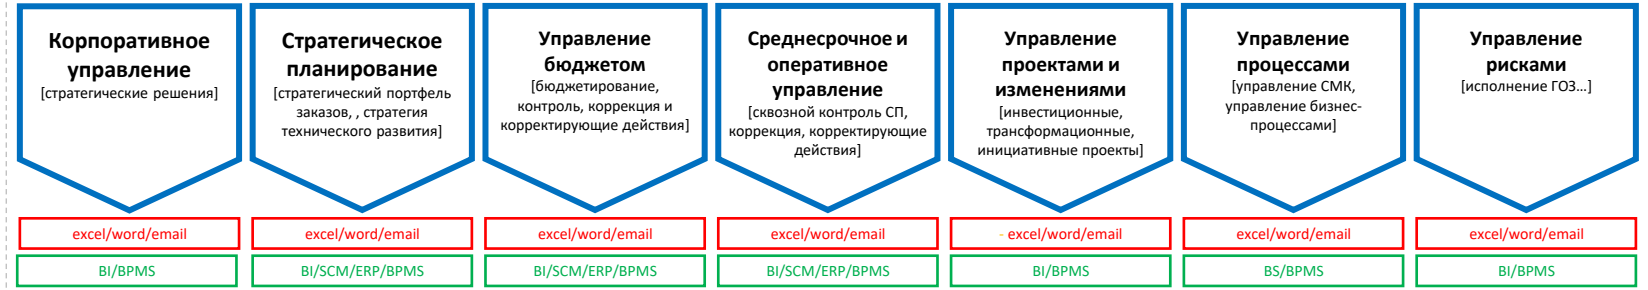 Корпоративное
управление
[стратегические решения]
Стратегическое
планирование
[стратегический портфель
заказов, , стратегия
технического развития]
Управление
бюджетом
[бюджетирование,
контроль, коррекция и
корректирующие действия]
Среднесрочное и
оперативное
управление
[сквозной контроль СП,
коррекция, корректирующие
действия]
Управление
проектами и
изменениями
[инвестиционные,
трансформационные,
инициативные проекты]
Управление
процессами
[управление СМК,
управление бизнес-
процессами]
Управление
рисками
[исполнение ГОЗ...]
excel/word/email
excel/word/email
excel/word/email
excel/word/email
- excel/word/email
excel/word/email
excel/word/email
BI/BPMS
BI/SCM/ERP/BPMS
BI/SCM/ERP/BPMS
BI/SCM/ERP/BPMS
BI/BPMS
BS/BPMS
BI/BPMS